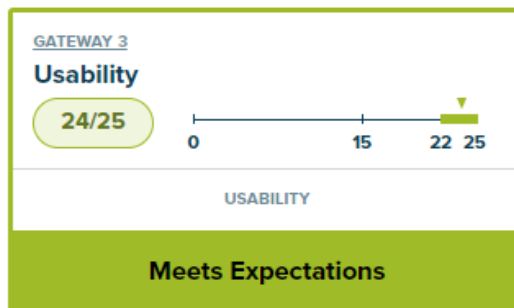 GATEWAY 3
Usability
24/25
0 15 22 25
USABILITY
Meets Expectations